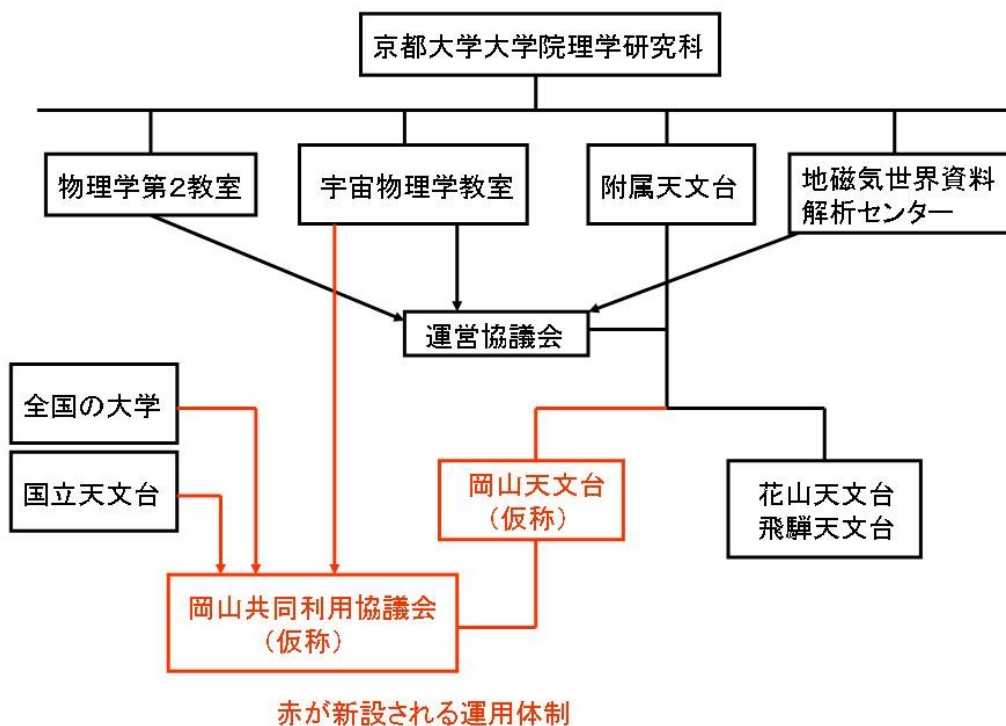 京都大学大学院理学研究科
物理学第2教室
宇宙物理学教室
附属天文台
地磁気世界資料
解析センター
運営協議会
全国の大学
国立天文台
岡山天文台
(仮称)
花山天文台
飛騨天文台
岡山共同利用協議会
(仮称)
赤が新設される運用体制